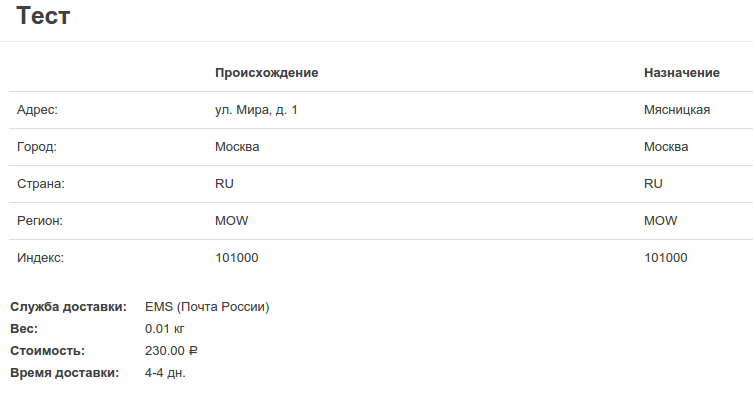 Тест
Происхождение Назначение
Адрес: ул. Мира, д. 1 Мясницкая
Город: Москва Москва
Страна: RU RU
Регион: MOW MOW
Индекс: 101000 101000
Служба доставки: EMS (Почта России)
Вес: 0.01 кг
Стоимость: 230.00 ₽
Время доставки: 4-4 дн.